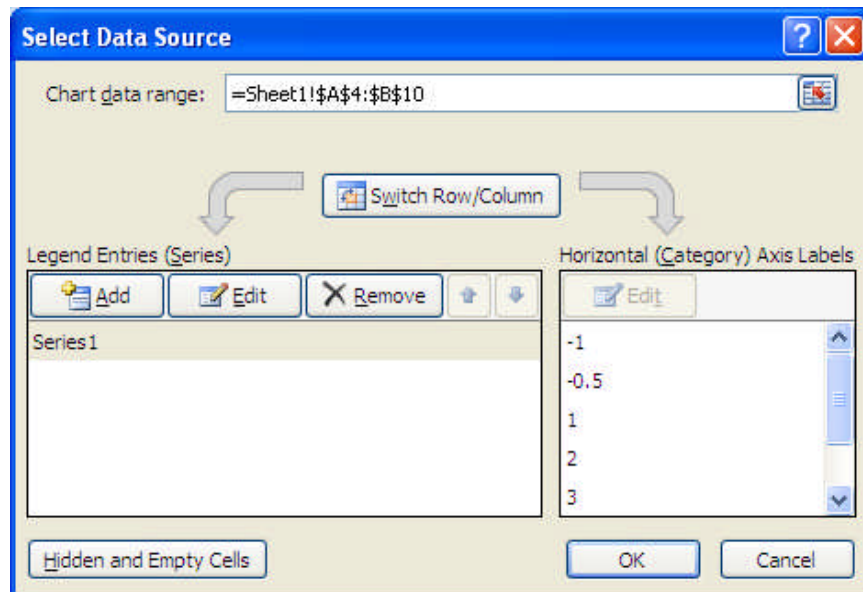 Select Data Source
Chart data range: =Sheet1!$A$4:$B$10
Switch Row/Column
Legend Entries (Series)
Horizontal (Category) Axis Labels
Add Edit Remove
Edit
Series1
-1
-0.5
1
2
3
Hidden and Empty Cells
OK Cancel